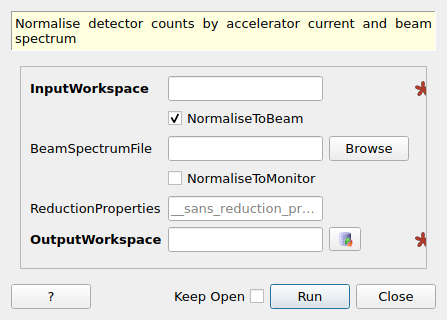 Normalise detector counts by accelerator current and beam
spectrum
InputWorkspace
NormaliseToBeam
BeamSpectrumFile Browse
NormaliseToMonitor
ReductionProperties __sans_reduction_pr...
OutputWorkspace
? Keep Open Run Close